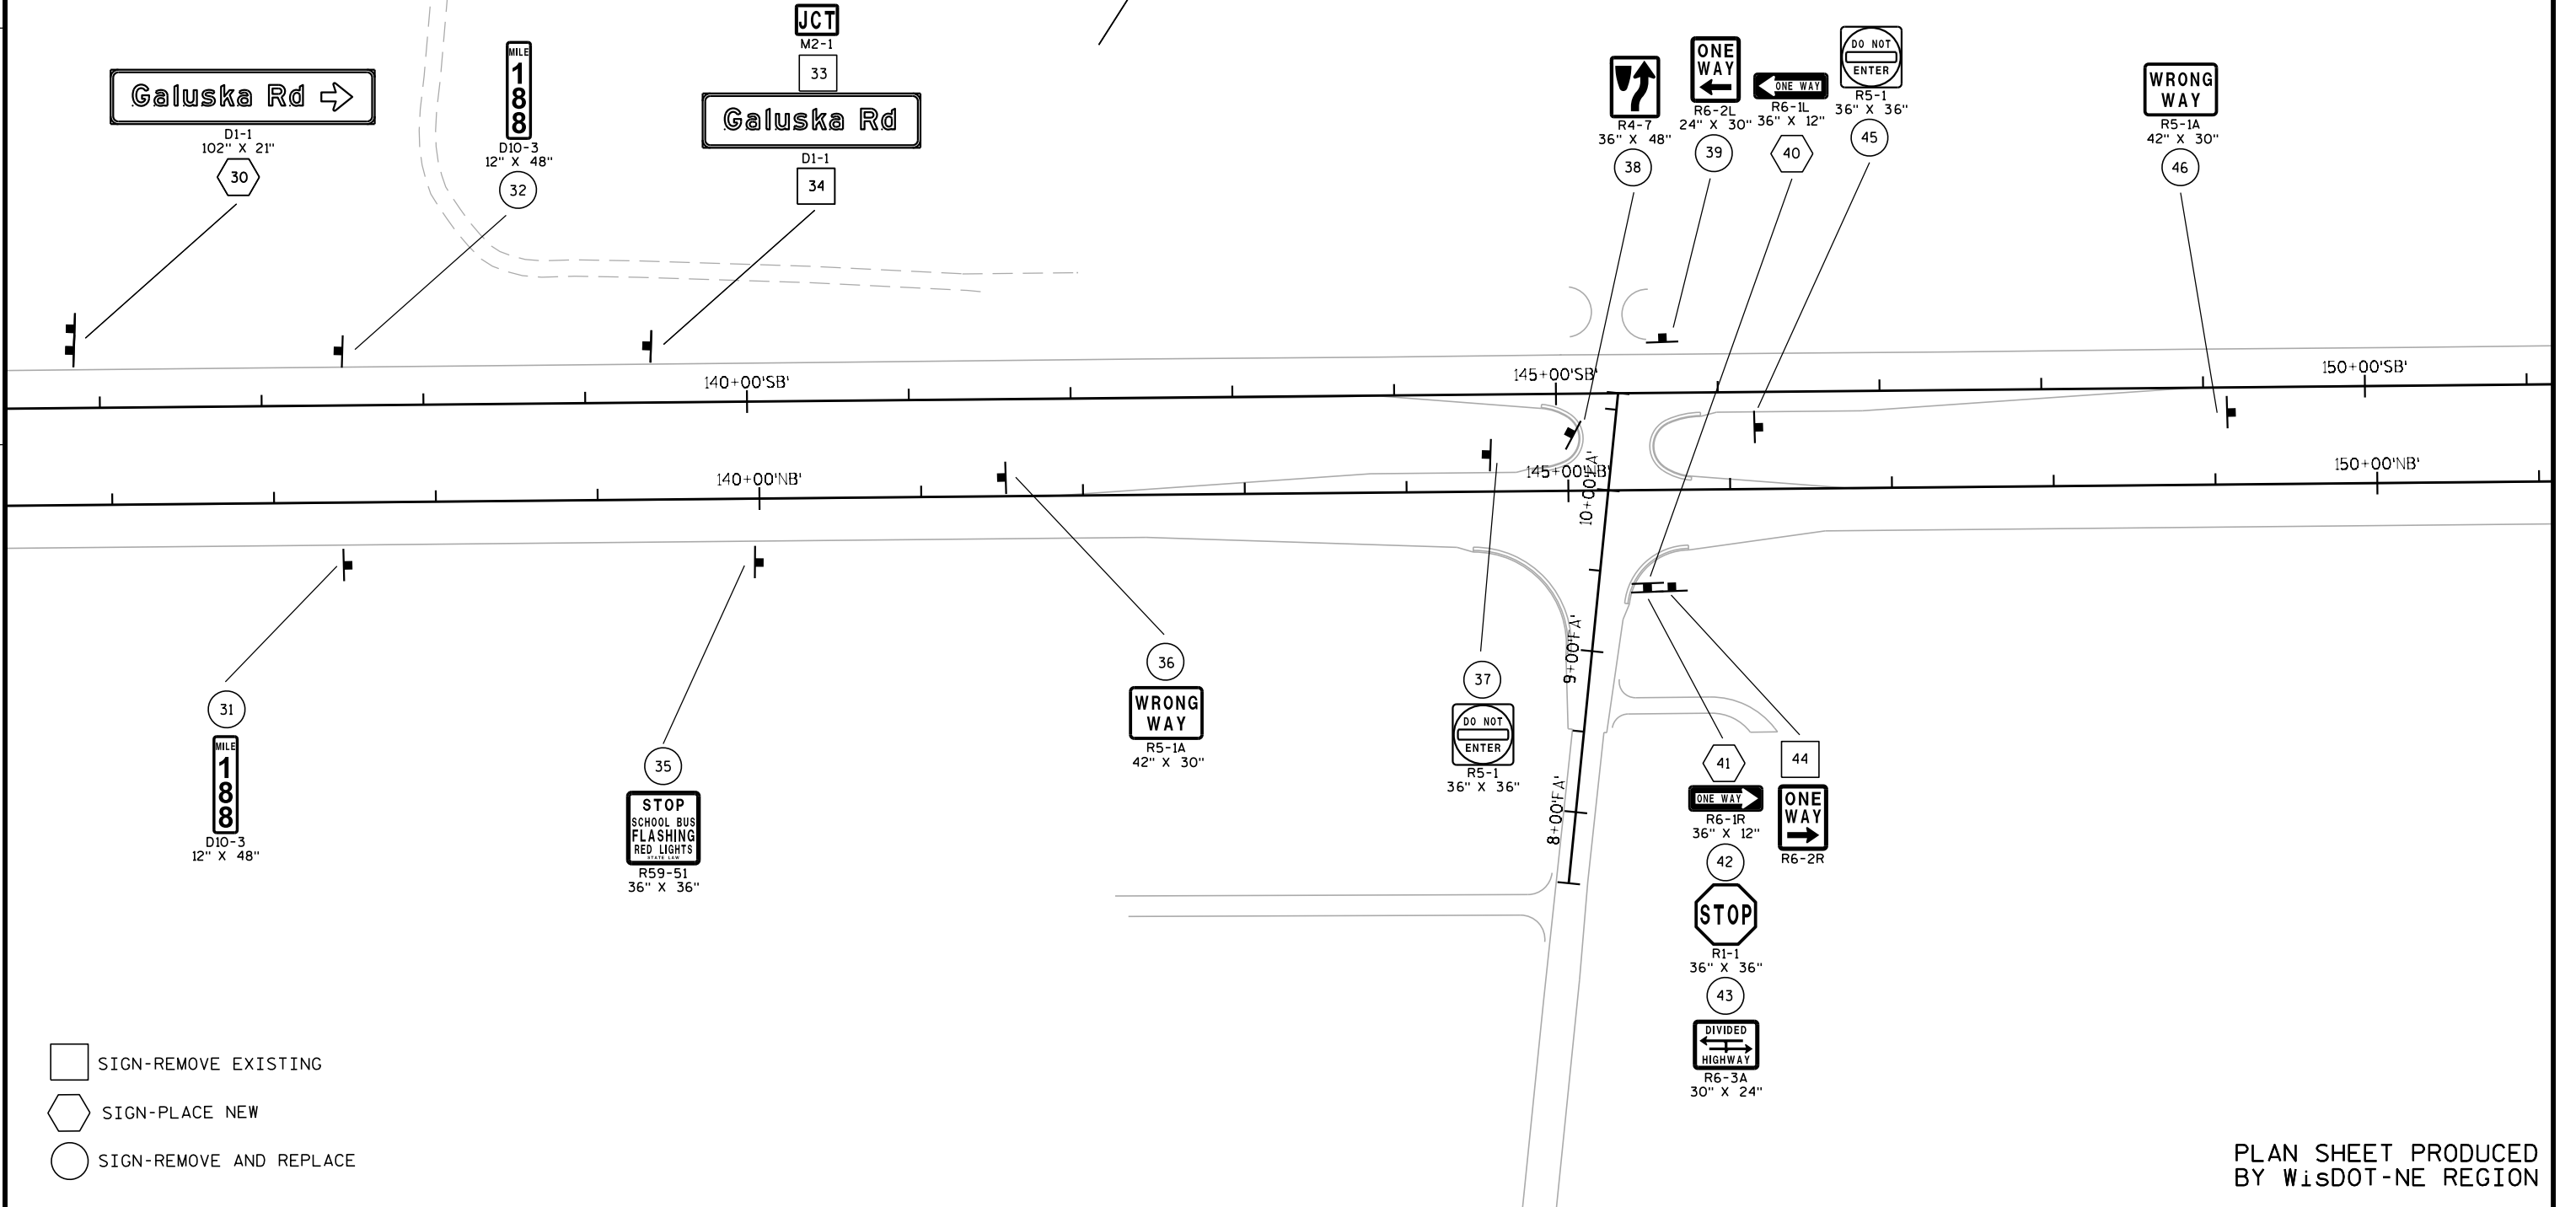 Galuska Rd
D1-1
102" X 21"
30
MILE
1
8
8
D10-3
12" X 48"
32
JCT
M2-1
33
Galuska Rd
D1-1
34
R4-7
36" X 48"
38
ONE
WAY
R6-2L
24" X 30"
39
ONE WAY
R6-1L
36" X 12"
40
DO NOT
ENTER
R5-1
36" X 36"
45
WRONG
WAY
R5-1A
42" X 30"
46
140+00'SB'
145+00'SB'
150+00'SB'
140+00'NB'
145+00'NB'
150+00'NB'
10+00'FA'
9+00'FA'
8+00'FA'
31
MILE
1
8
8
D10-3
12" X 48"
35
STOP
SCHOOL BUS
FLASHING
RED LIGHTS
STATE LAW
R59-51
36" X 36"
36
WRONG
WAY
R5-1A
42" X 30"
37
DO NOT
ENTER
R5-1
36" X 36"
41
ONE WAY
R6-1R
36" X 12"
42
STOP
R1-1
36" X 36"
43
DIVIDED
HIGHWAY
R6-3A
30" X 24"
44
ONE
WAY
R6-2R
SIGN-REMOVE EXISTING
SIGN-PLACE NEW
SIGN-REMOVE AND REPLACE
PLAN SHEET PRODUCED
BY WisDOT-NE REGION